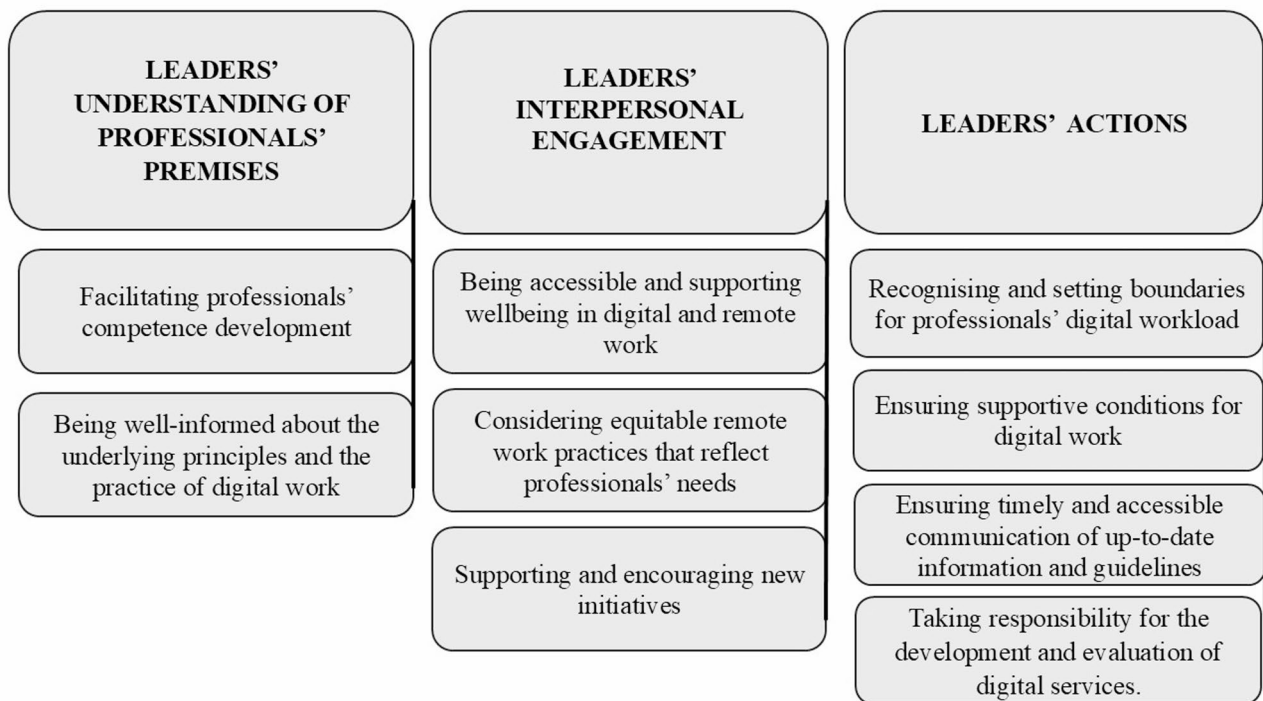 LEADERS’
UNDERSTANDING OF
PROFESSIONALS’
PREMISES
Facilitating professionals’
competence development
Being well-informed about the
underlying principles and the
practice of digital work
LEADERS’
INTERPERSONAL
ENGAGEMENT
Being accessible and supporting
wellbeing in digital and remote
work
Considering equitable remote
work practices that reflect
professionals’ needs
Supporting and encouraging new
initiatives
LEADERS’ ACTIONS
Recognising and setting boundaries
for professionals’ digital workload
Ensuring supportive conditions for
digital work
Ensuring timely and accessible
communication of up-to-date
information and guidelines
Taking responsibility for the
development and evaluation of
digital services.